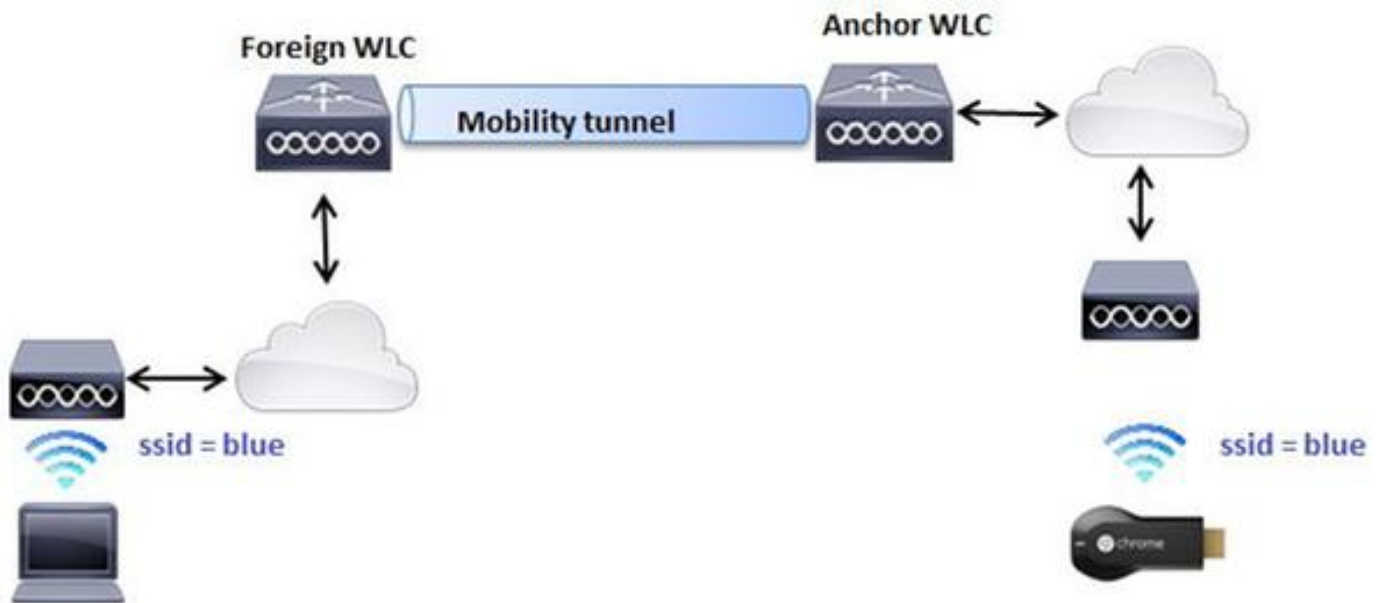 Foreign WLC
Anchor WLC
Mobility tunnel
ssid = blue
ssid = blue
chrome